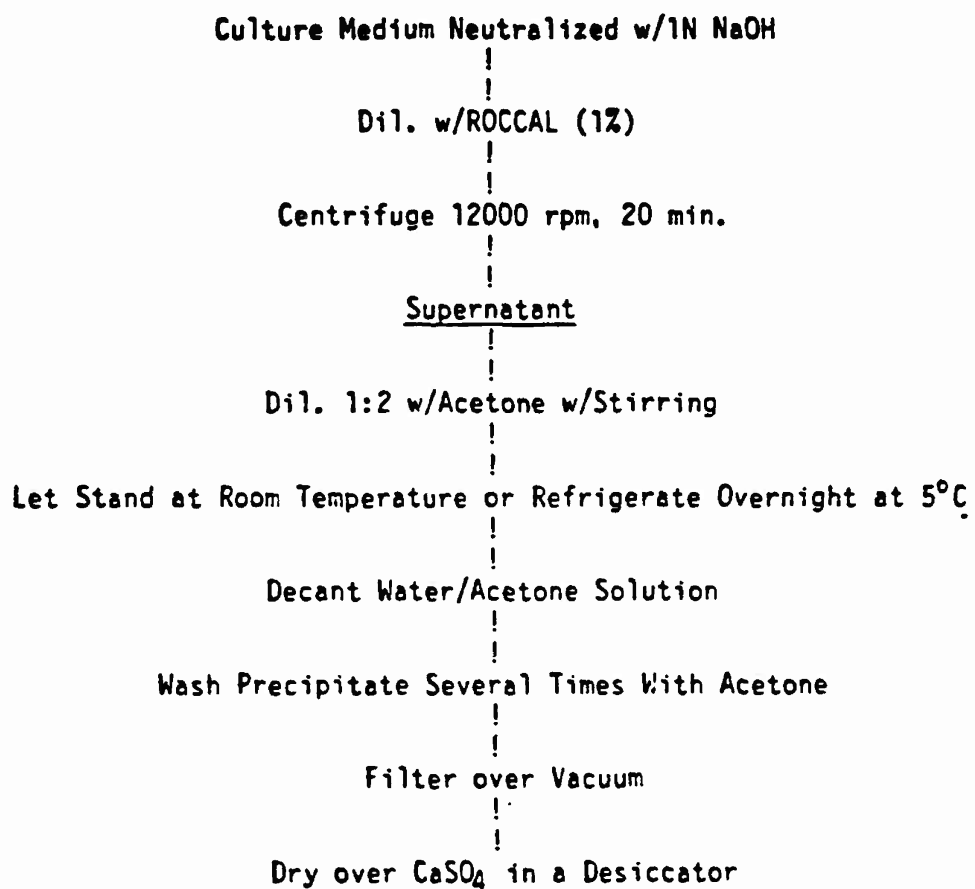 Culture Medium Neutralized w/1N NaOH
Dil. w/ROCCAL (1%)
Centrifuge 12000 rpm, 20 min.
Supernatant
Dil. 1:2 w/Acetone w/Stirring
Let Stand at Room Temperature or Refrigerate Overnight at 5°C.
Decant Water/Acetone Solution
Wash Precipitate Several Times With Acetone
Filter over Vacuum
Dry over CaSO₄ in a Desiccator